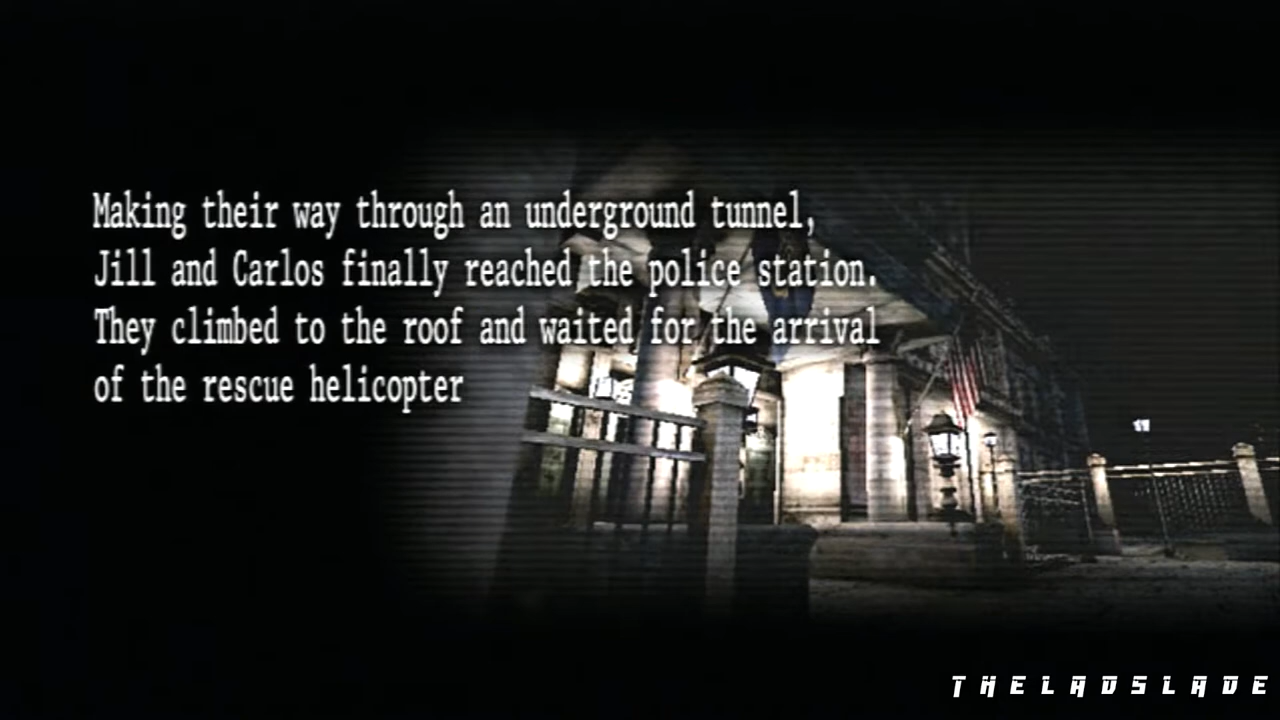 Making their way through an underground tunnel,
Jill and Carlos finally reached the police station.
They climbed to the roof and waited for the arrival
of the rescue helicopter
THELADSLADE